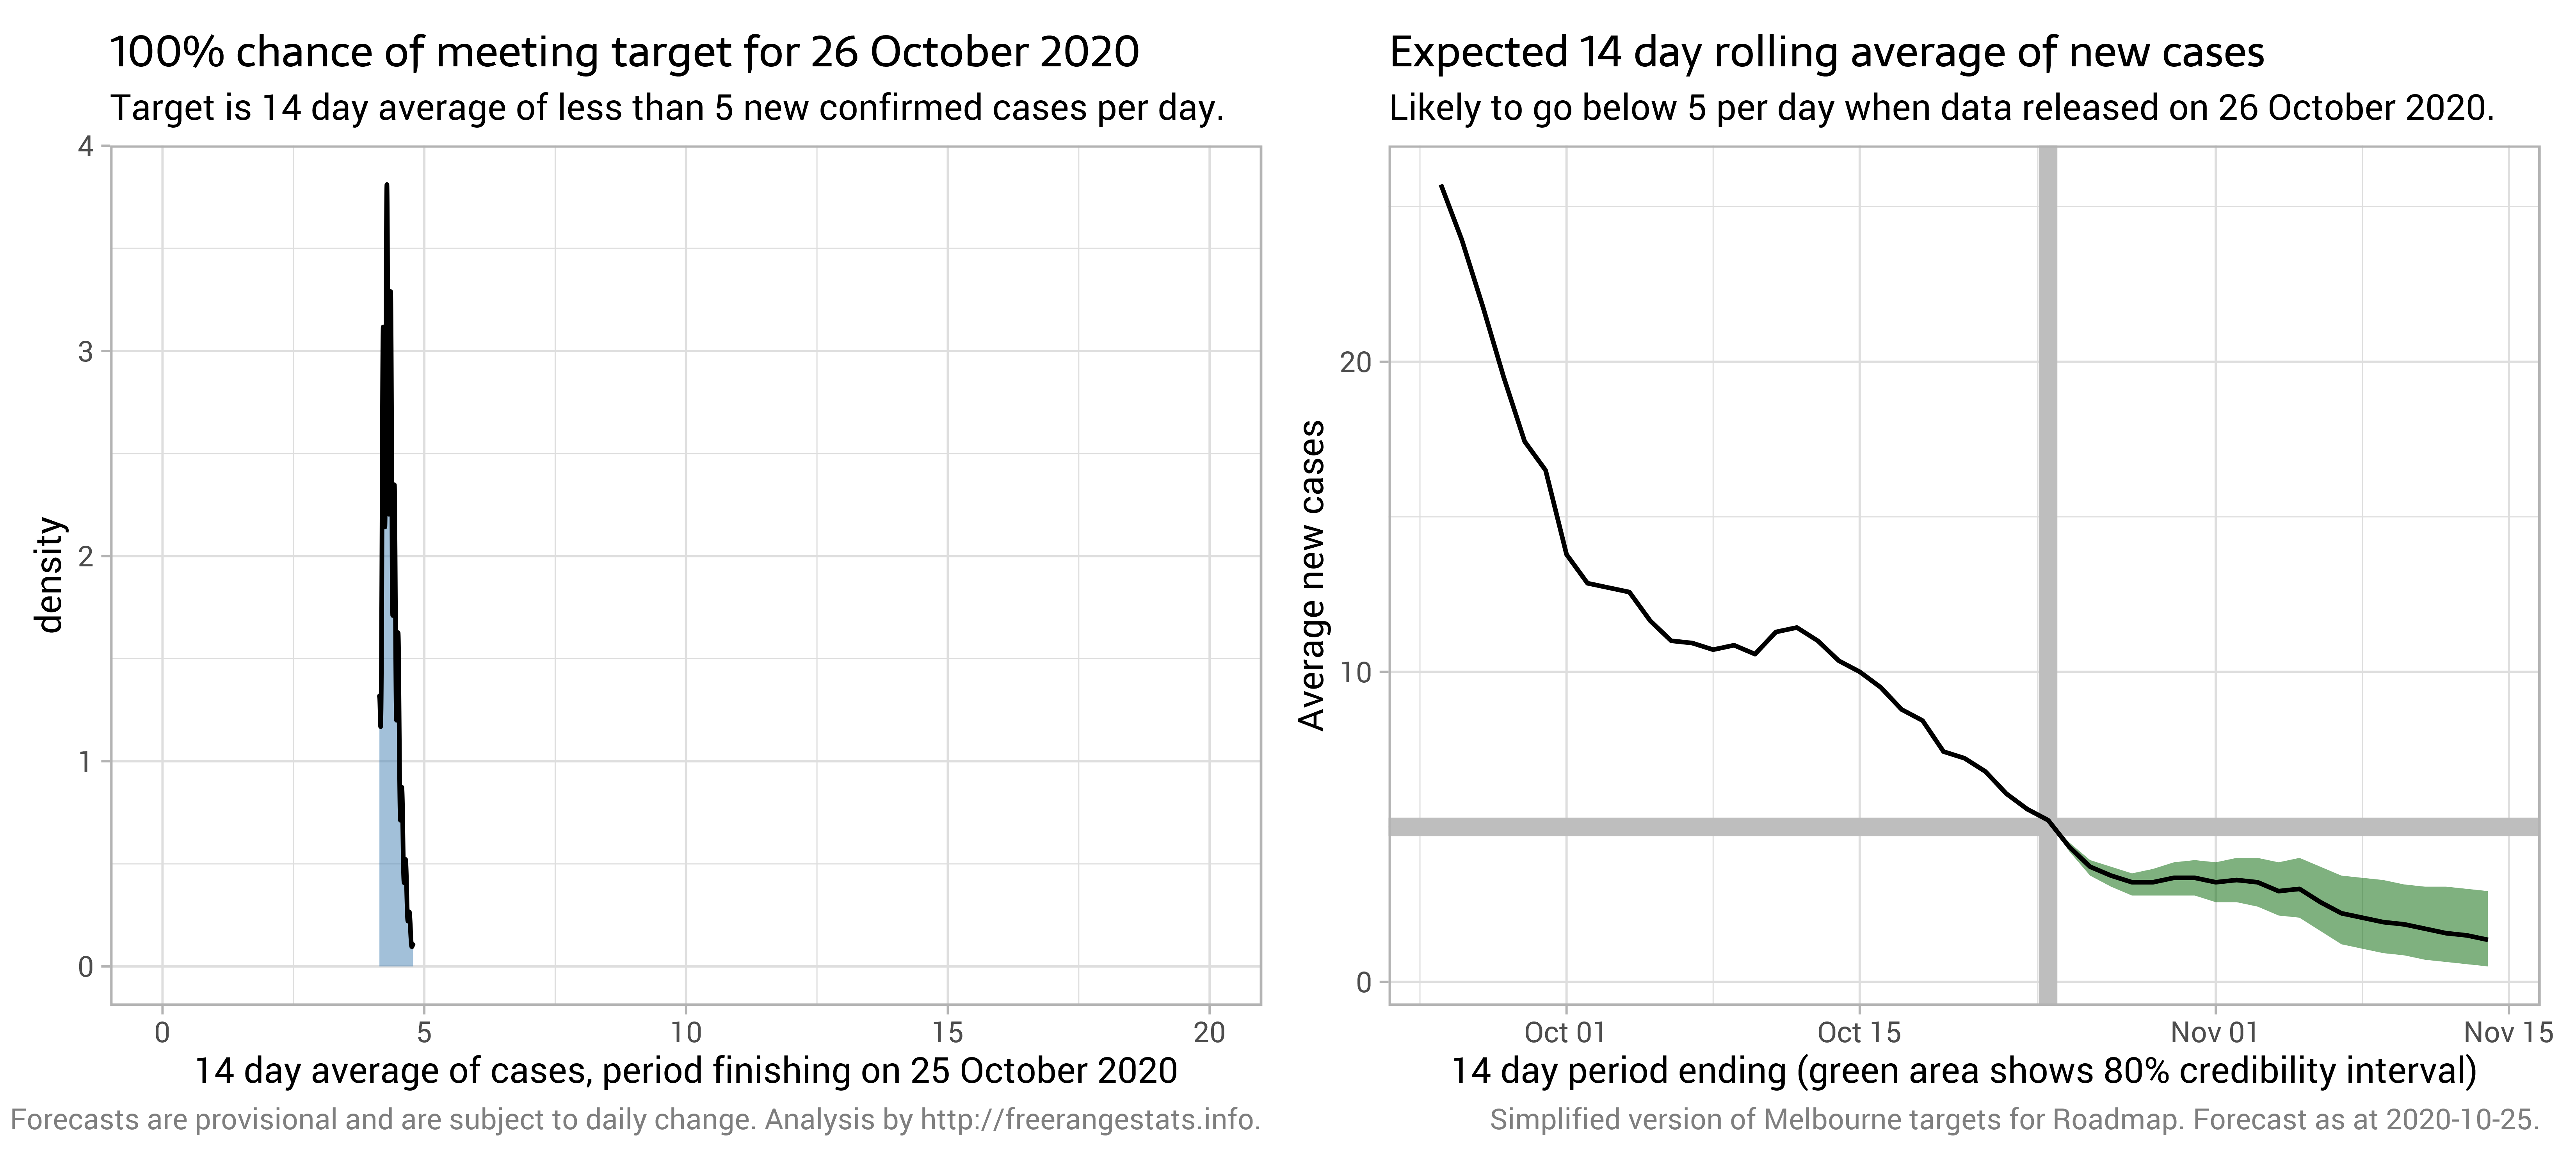 100% chance of meeting target for 26 October 2020
Target is 14 day average of less than 5 new confirmed cases per day.
4
3
2
1
0
density
0 5 10 15 20
14 day average of cases, period finishing on 25 October 2020
Forecasts are provisional and are subject to daily change. Analysis by http://freerangestats.info.
Expected 14 day rolling average of new cases
Likely to go below 5 per day when data released on 26 October 2020.
20
10
0
Average new cases
Oct 01 Oct 15 Nov 01 Nov 15
14 day period ending (green area shows 80% credibility interval)
Simplified version of Melbourne targets for Roadmap. Forecast as at 2020-10-25.